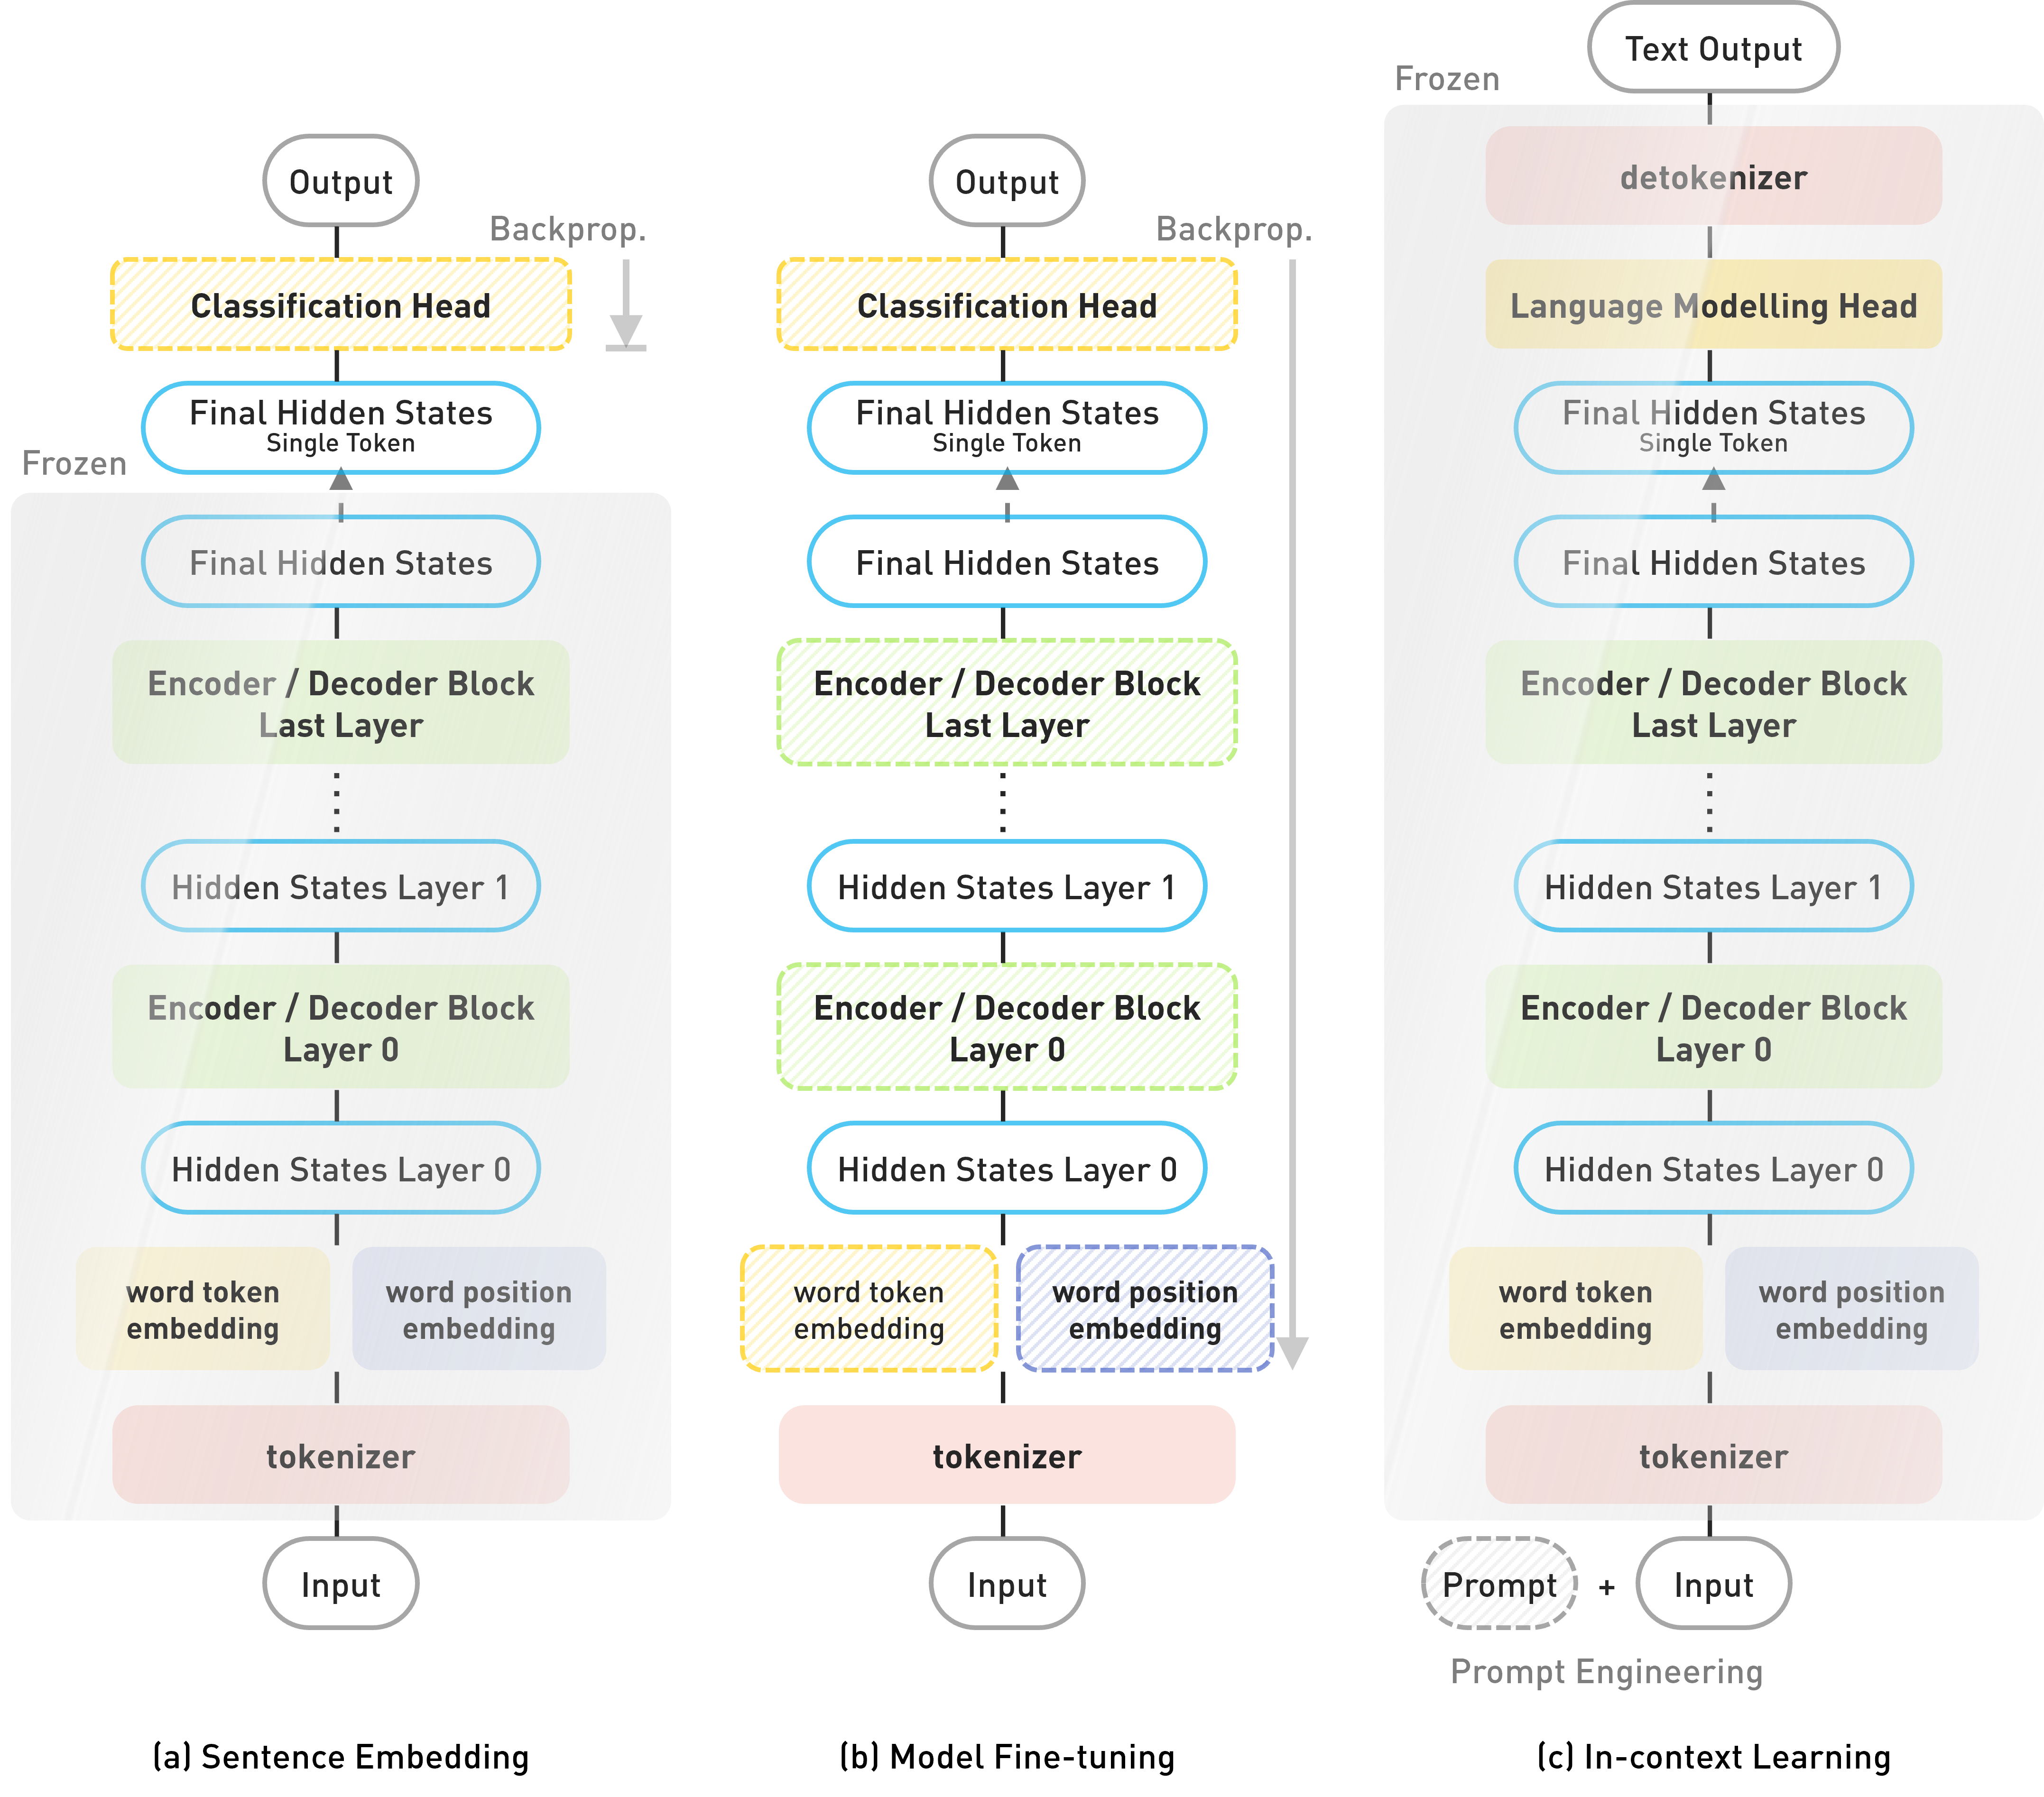 Output
Backprop.
Classification Head
Final Hidden States
Single Token
Frozen
Final Hidden States
Encoder / Decoder Block
Last Layer
Hidden States Layer 1
Encoder / Decoder Block
Layer 0
Hidden States Layer 0
word token
embedding
word position
embedding
tokenizer
Input
(a) Sentence Embedding
Output
Backprop.
Classification Head
Final Hidden States
Single Token
Final Hidden States
Encoder / Decoder Block
Last Layer
Hidden States Layer 1
Encoder / Decoder Block
Layer 0
Hidden States Layer 0
word token
embedding
word position
embedding
tokenizer
Input
(b) Model Fine-tuning
Text Output
Frozen
detokenizer
Language Modelling Head
Final Hidden States
Single Token
Final Hidden States
Encoder / Decoder Block
Last Layer
Hidden States Layer 1
Encoder / Decoder Block
Layer 0
Hidden States Layer 0
word token
embedding
word position
embedding
tokenizer
Prompt + Input
Prompt Engineering
(c) In-context Learning